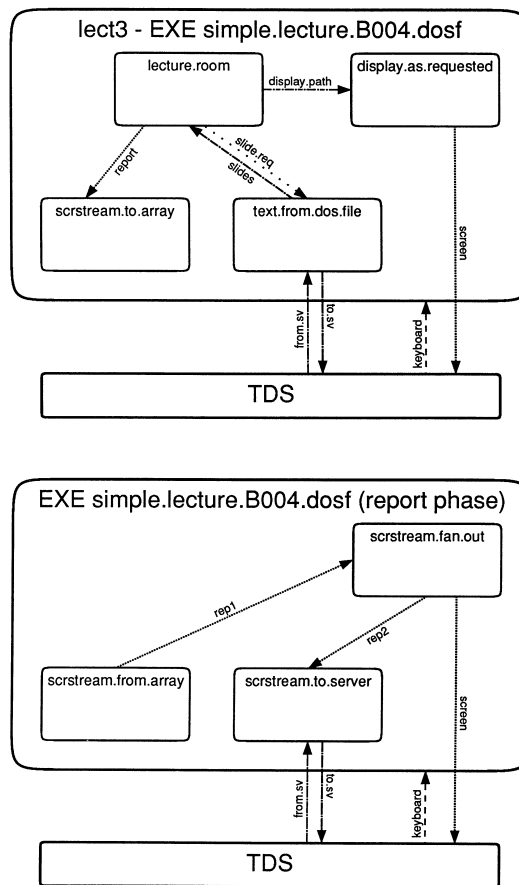 lect3 - EXE simple.lecture.B004.dosf
lecture.room
display.path
display.as.requested
report
slide.req
slides
scrstream.to.array
text.from.dos.file
screen
from.sv
to.sv
keyboard
TDS
EXE simple.lecture.B004.dosf (report phase)
scrstream.fan.out
rep1
rep2
scrstream.from.array
scrstream.to.server
screen
from.sv
to.sv
keyboard
TDS